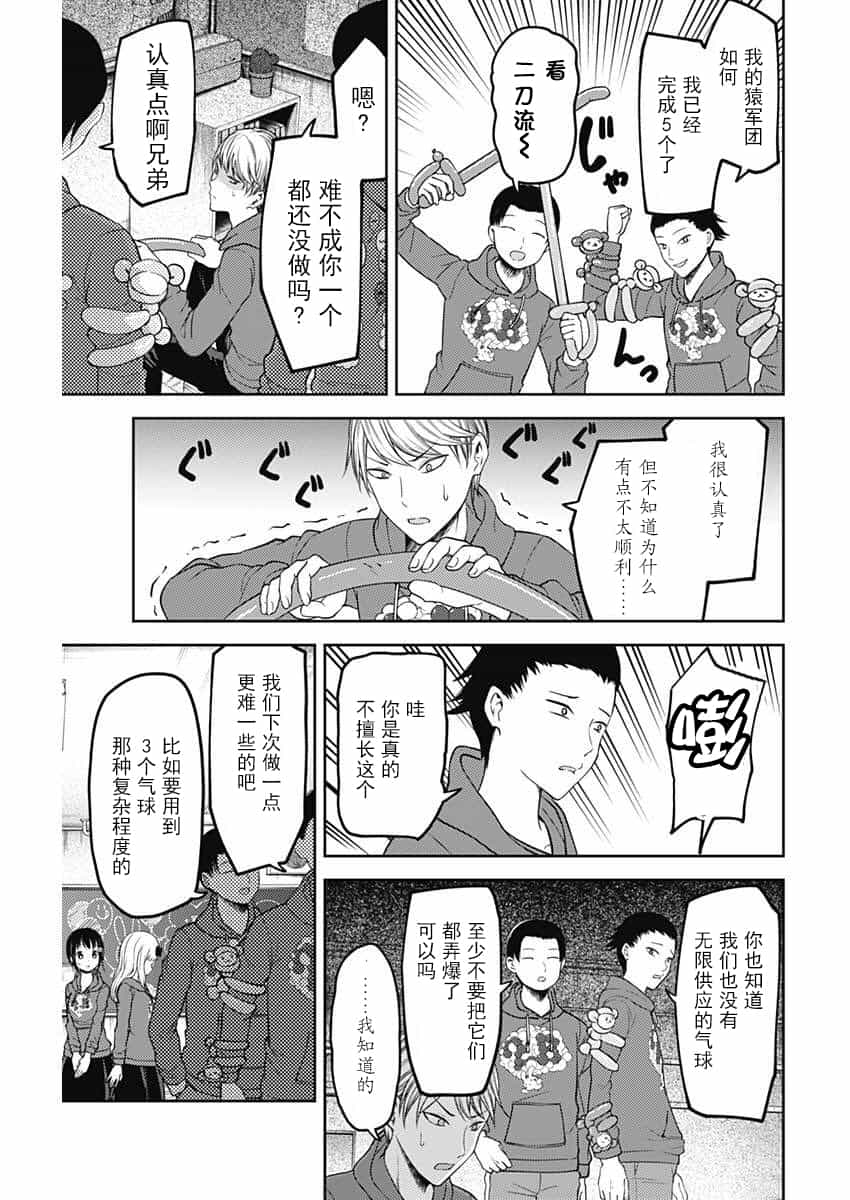 我的猿军团
如何
我已经
完成5个了
看
二刀流～
じゃ
んっ
嗯？
难不成你一个
都还没做吗？
认真点啊兄弟
我很认真了
但不知道为什么
有点不太顺利……
ぐぐ
ぐぐ
嘭
哇
你是真的
不擅长这个
你也知道
我们也没有
无限供应的气球
至少不要把它们
都弄爆了
可以吗
……我知道的
我们下次做一点
更难一些的吧
比如要用到
3个气球
那种复杂程度的